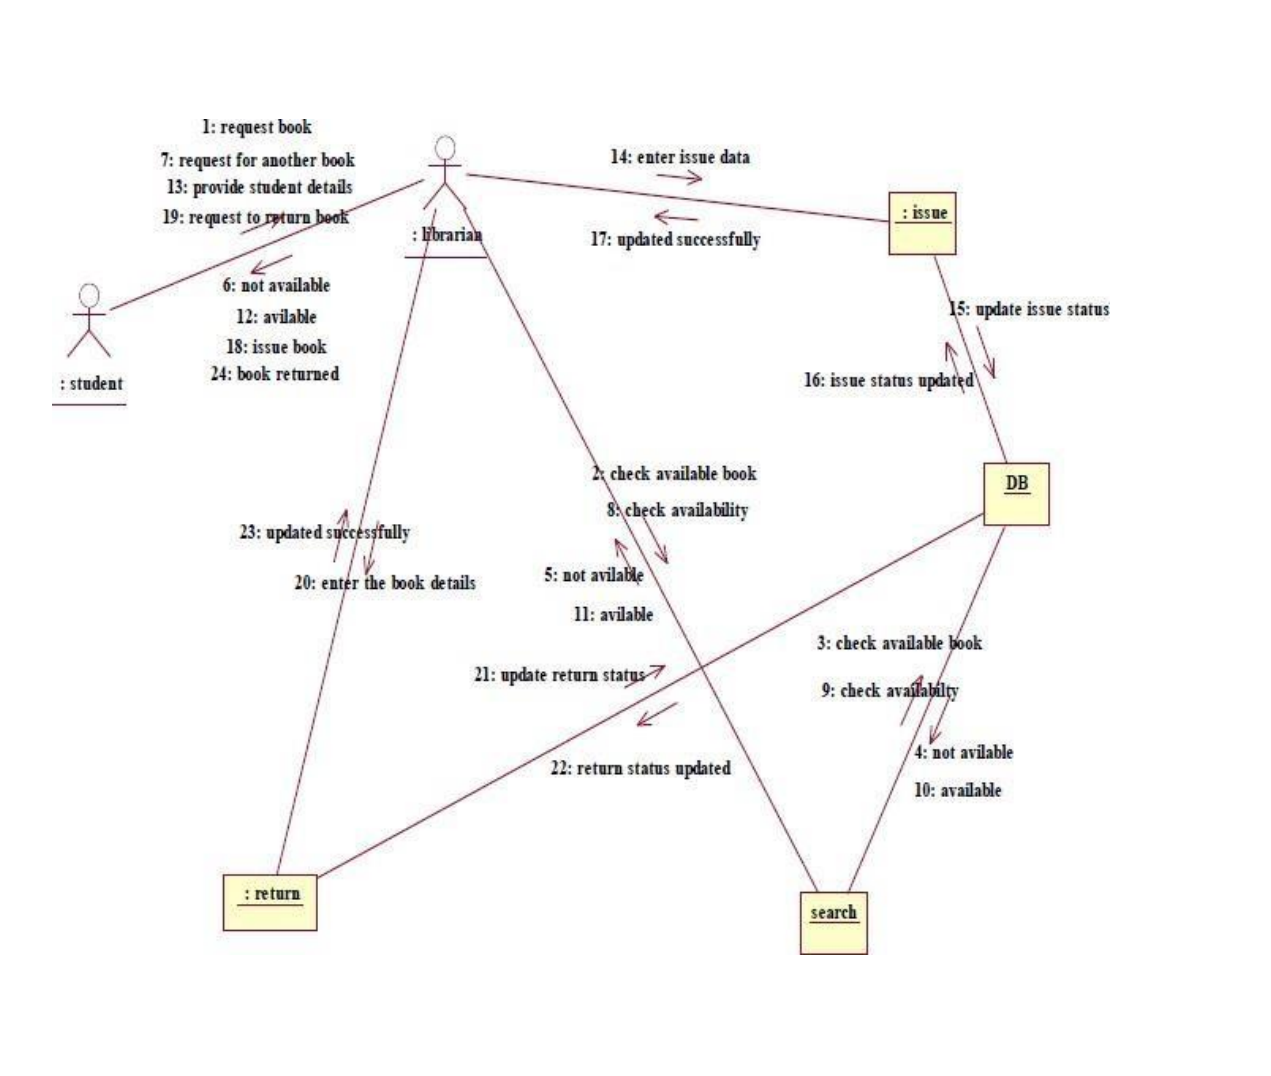 1: request book
7: request for another book
13: provide student details
19: request to return book
14: enter issue data
: issue
: librarian
17: updated successfully
6: not available
12: avilable
18: issue book
24: book returned
: student
15: update issue status
16: issue status updated
2: check available book
8: check availability
DB
23: updated successfully
20: enter the book details
5: not avilable
11: avilable
3: check available book
21: update return status
9: check availabilty
4: not avilable
22: return status updated
10: available
: return
search